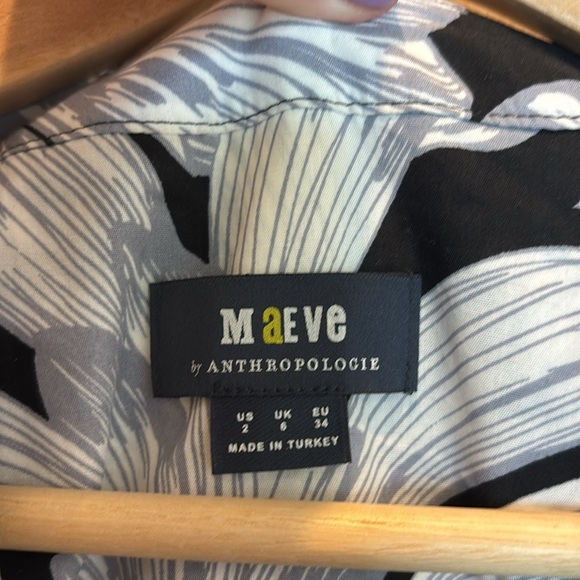 MaEVe
by ANTHROPOLOGIE
US UK EU
2 6 34
MADE IN TURKEY